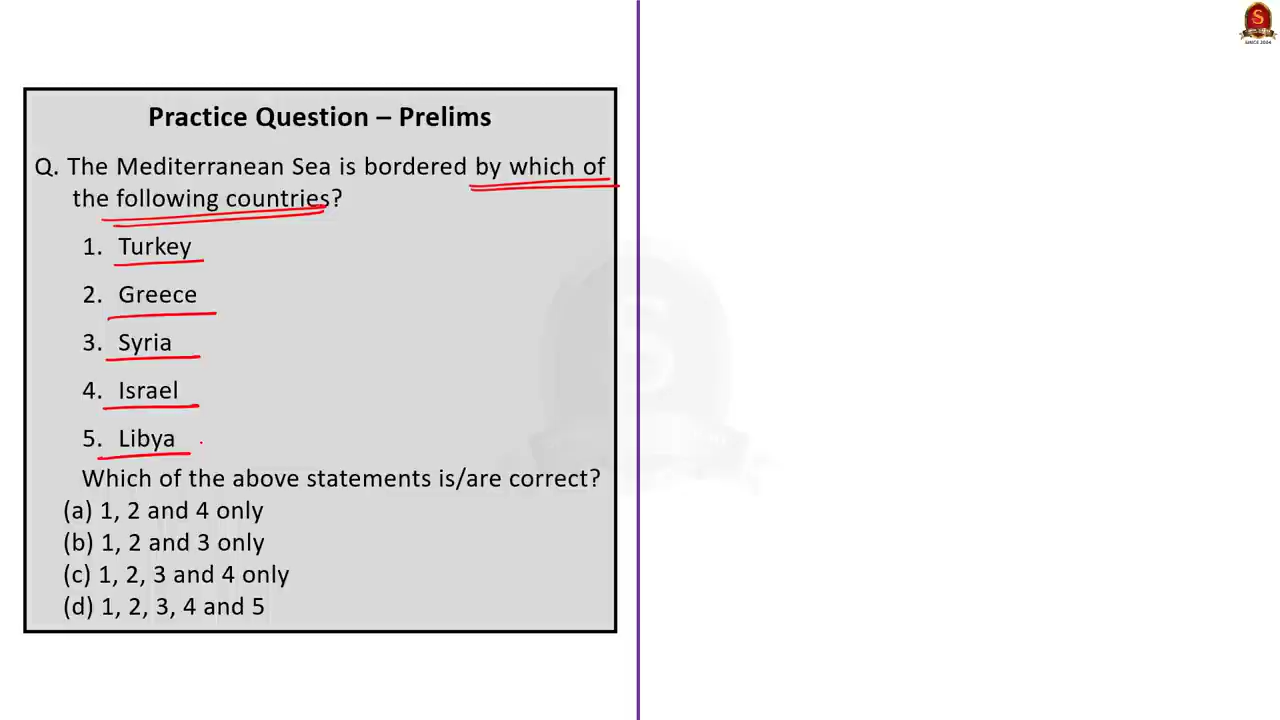 S
SINCE 2004
Practice Question – Prelims
Q. The Mediterranean Sea is bordered by which of
the following countries?
1. Turkey
2. Greece
3. Syria
4. Israel
5. Libya
Which of the above statements is/are correct?
(a) 1, 2 and 4 only
(b) 1, 2 and 3 only
(c) 1, 2, 3 and 4 only
(d) 1, 2, 3, 4 and 5